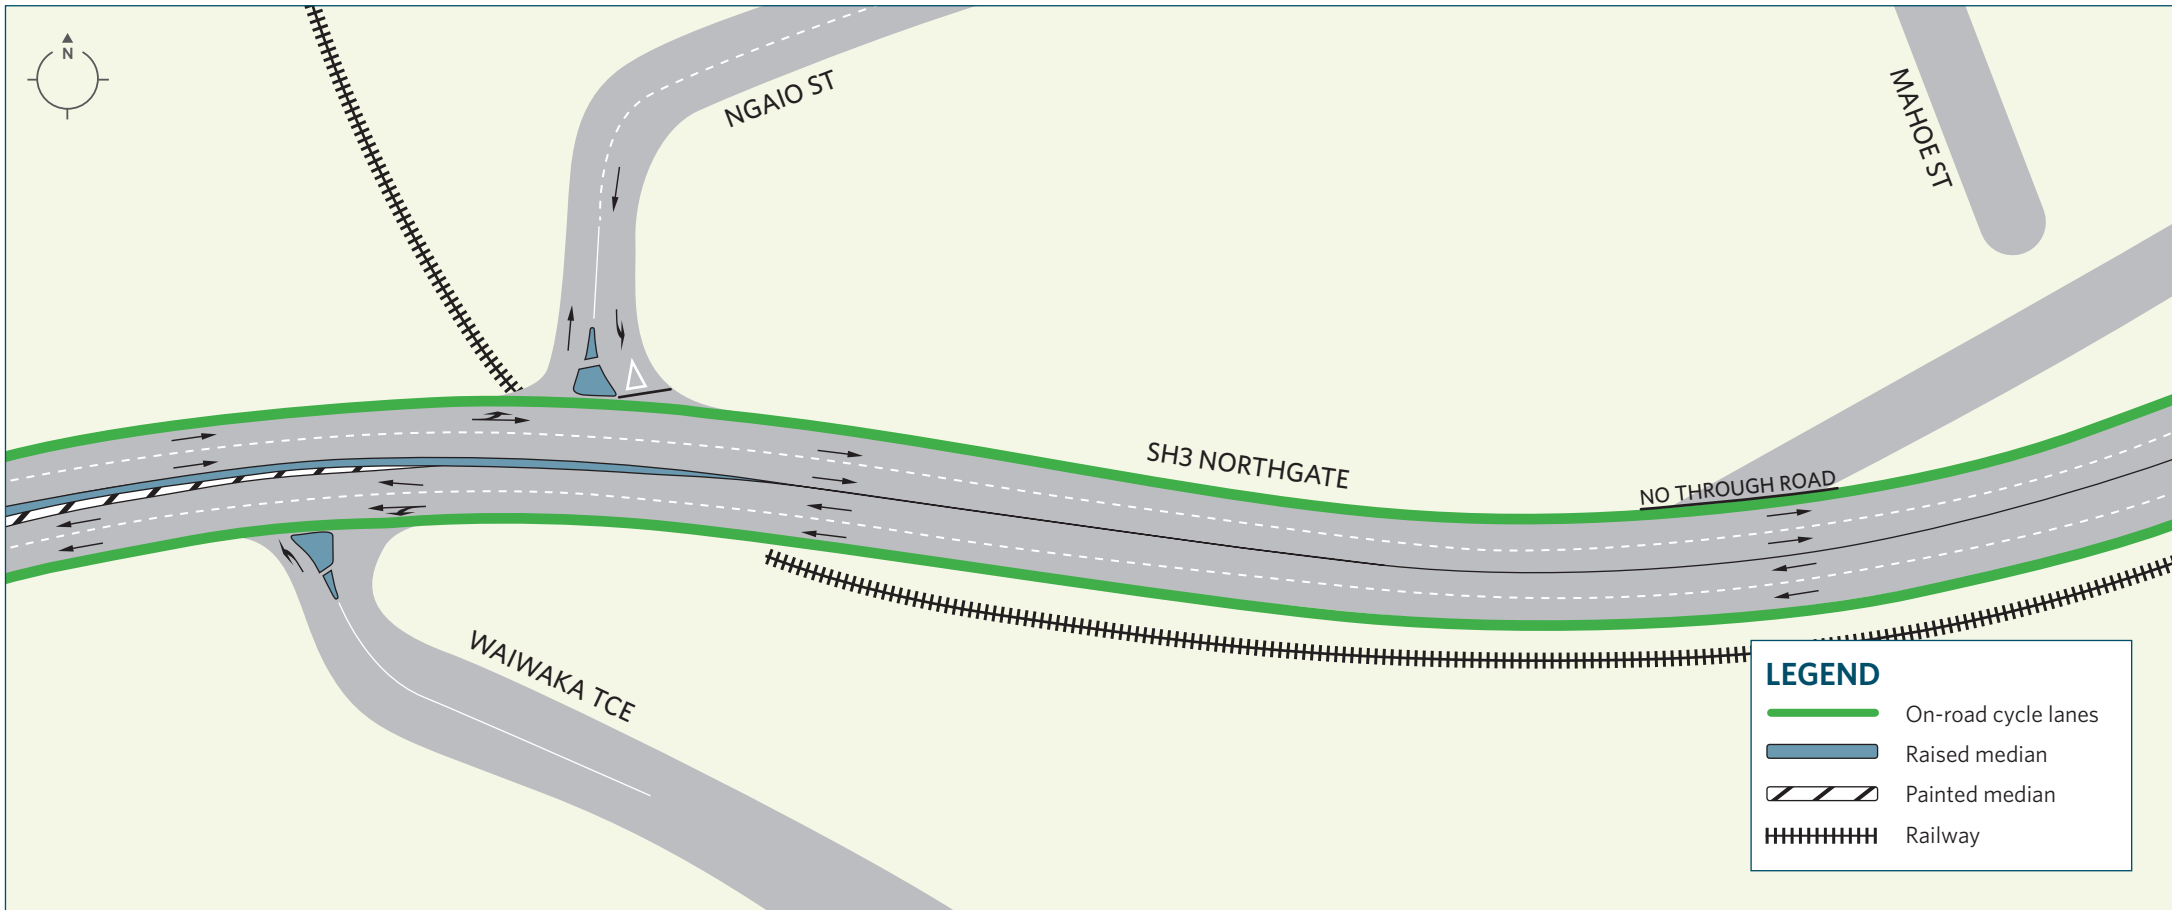 N
NGAIO ST
MAHOE ST
SH3 NORTHGATE
NO THROUGH ROAD
WAIWAKA TCE
LEGEND
On-road cycle lanes
Raised median
Painted median
Railway